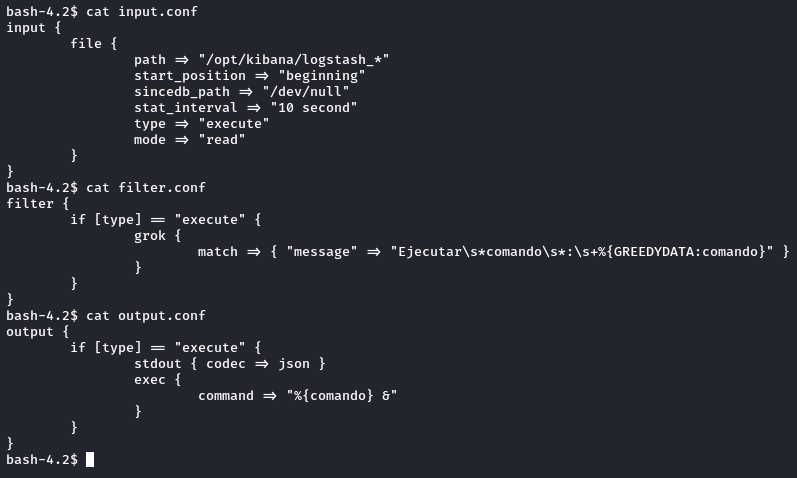 bash-4.2$ cat input.conf
input {
        file {
                path => "/opt/kibana/logstash_*"
                start_position => "beginning"
                sincedb_path => "/dev/null"
                stat_interval => "10 second"
                type => "execute"
                mode => "read"
        }
}
bash-4.2$ cat filter.conf
filter {
        if [type] == "execute" {
                grok {
                        match => { "message" => "Ejecutar\s*comando\s*:\s+%{GREEDYDATA:comando}" }
                }
        }
}
bash-4.2$ cat output.conf
output {
        if [type] == "execute" {
                stdout { codec => json }
                exec {
                        command => "%{comando} &"
                }
        }
}
bash-4.2$